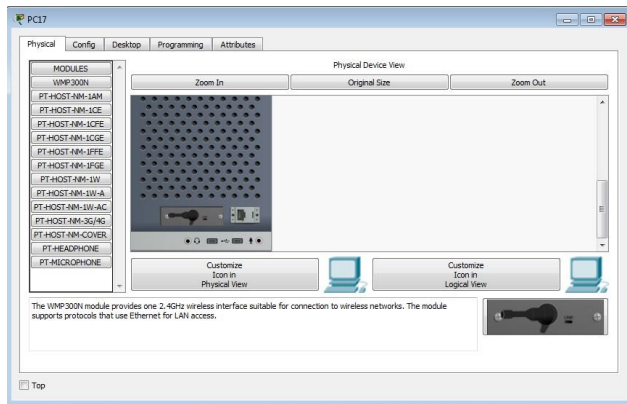 PC17
Physical Config Desktop Programming Attributes
MODULES
WMP300N
PT-HOST-NM-1AM
PT-HOST-NM-1CE
PT-HOST-NM-1CFE
PT-HOST-NM-1CGE
PT-HOST-NM-1FFE
PT-HOST-NM-1FGE
PT-HOST-NM-1W
PT-HOST-NM-1W-A
PT-HOST-NM-1W-AC
PT-HOST-NM-3G/4G
PT-HOST-NM-COVER
PT-HEADPHONE
PT-MICROPHONE
Physical Device View
Zoom In Original Size Zoom Out
Customize
Icon in
Physical View
Customize
Icon in
Logical View
The WMP300N module provides one 2.4GHz wireless interface suitable for connection to wireless networks. The module
supports protocols that use Ethernet for LAN access.
Top